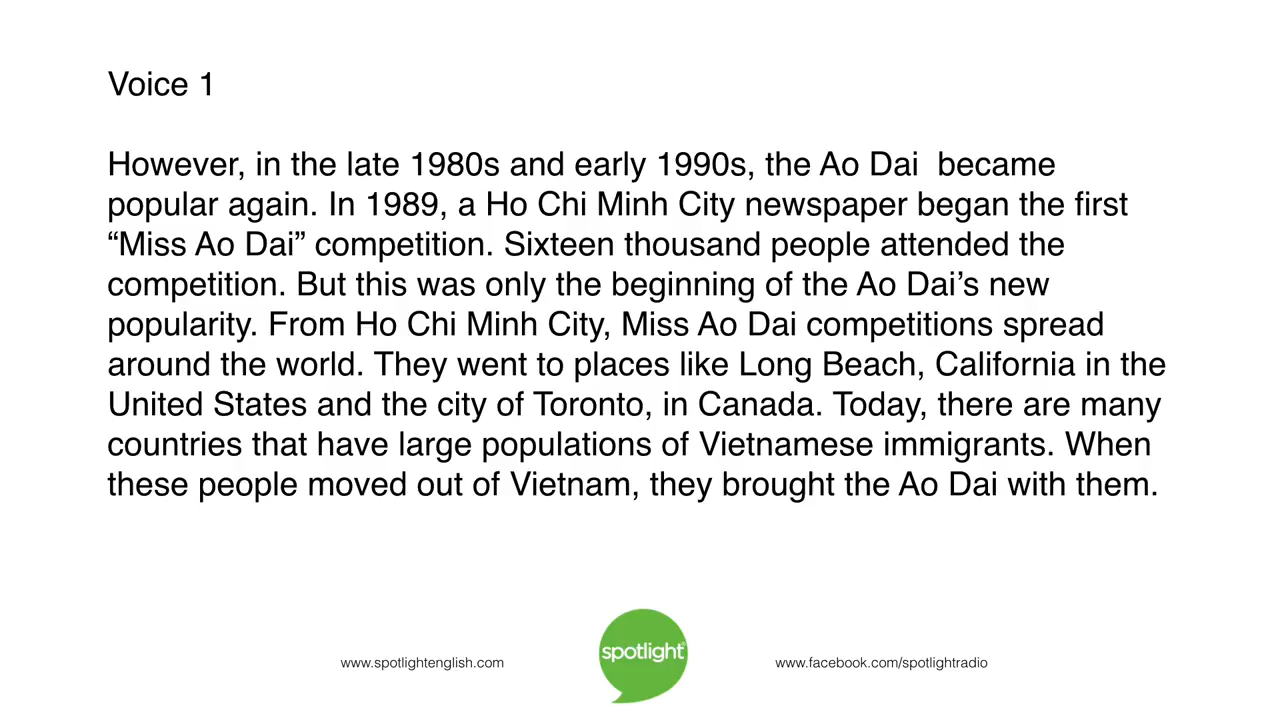 Voice 1
However, in the late 1980s and early 1990s, the Ao Dai  became
popular again. In 1989, a Ho Chi Minh City newspaper began the first
“Miss Ao Dai” competition. Sixteen thousand people attended the
competition. But this was only the beginning of the Ao Dai’s new
popularity. From Ho Chi Minh City, Miss Ao Dai competitions spread
around the world. They went to places like Long Beach, California in the
United States and the city of Toronto, in Canada. Today, there are many
countries that have large populations of Vietnamese immigrants. When
these people moved out of Vietnam, they brought the Ao Dai with them.
www.spotlightenglish.com
spotlight®
www.facebook.com/spotlightradio